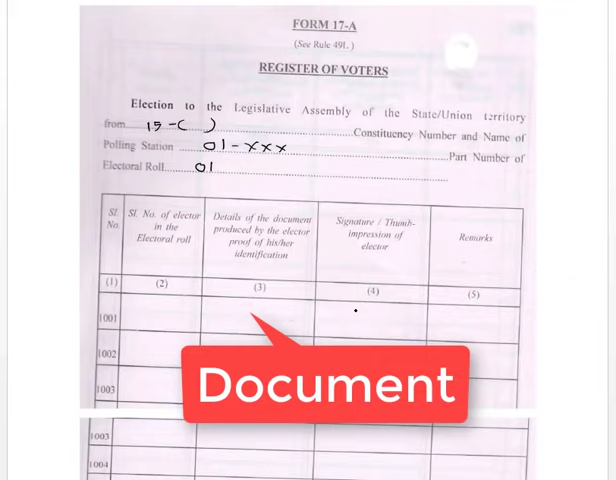 FORM 17-A
(See Rule 49L)
REGISTER OF VOTERS
Election to the Legislative Assembly of the State/Union territory
from 15-( ) Constituency Number and Name of
Polling Station 01-xxx Part Number of
Electoral Roll 01
Sl. No.
Sl. No. of elector in the Electoral roll
Details of the document produced by the elector proof of his/her identification
Signature / Thumb-impression of elector
Remarks
(1) (2) (3) (4) (5)
1001
1002
Document
1003
1003
1004